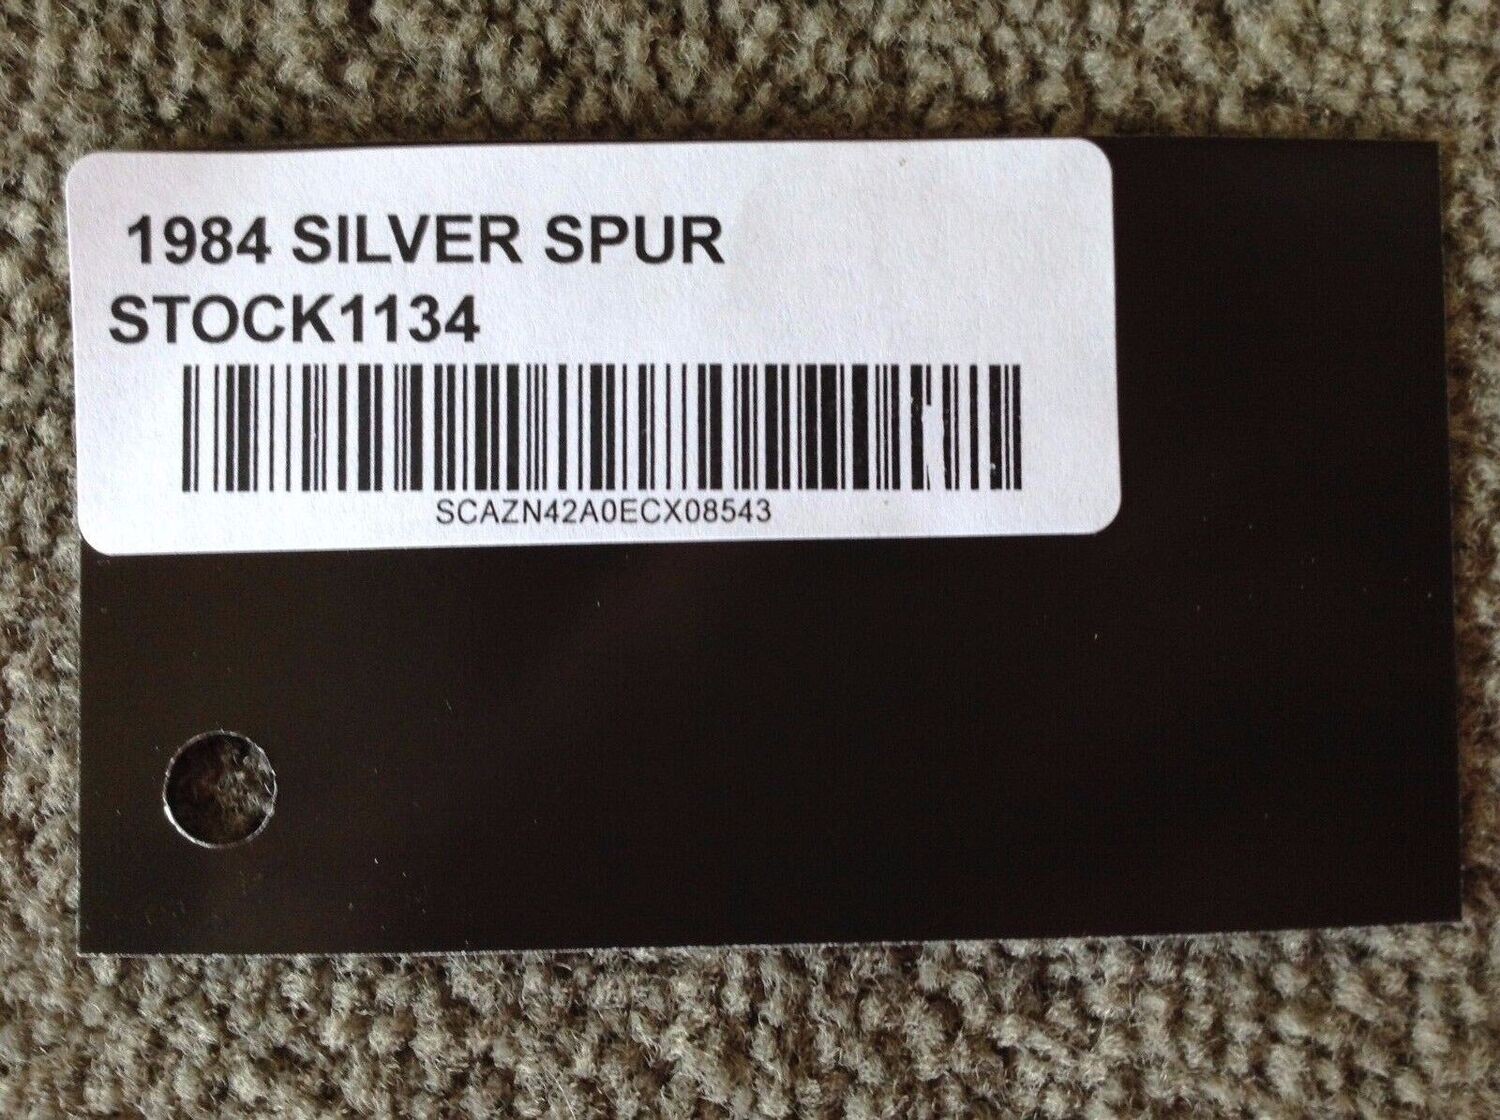 1984 SILVER SPUR
STOCK1134
SCAZN42A0ECX08543